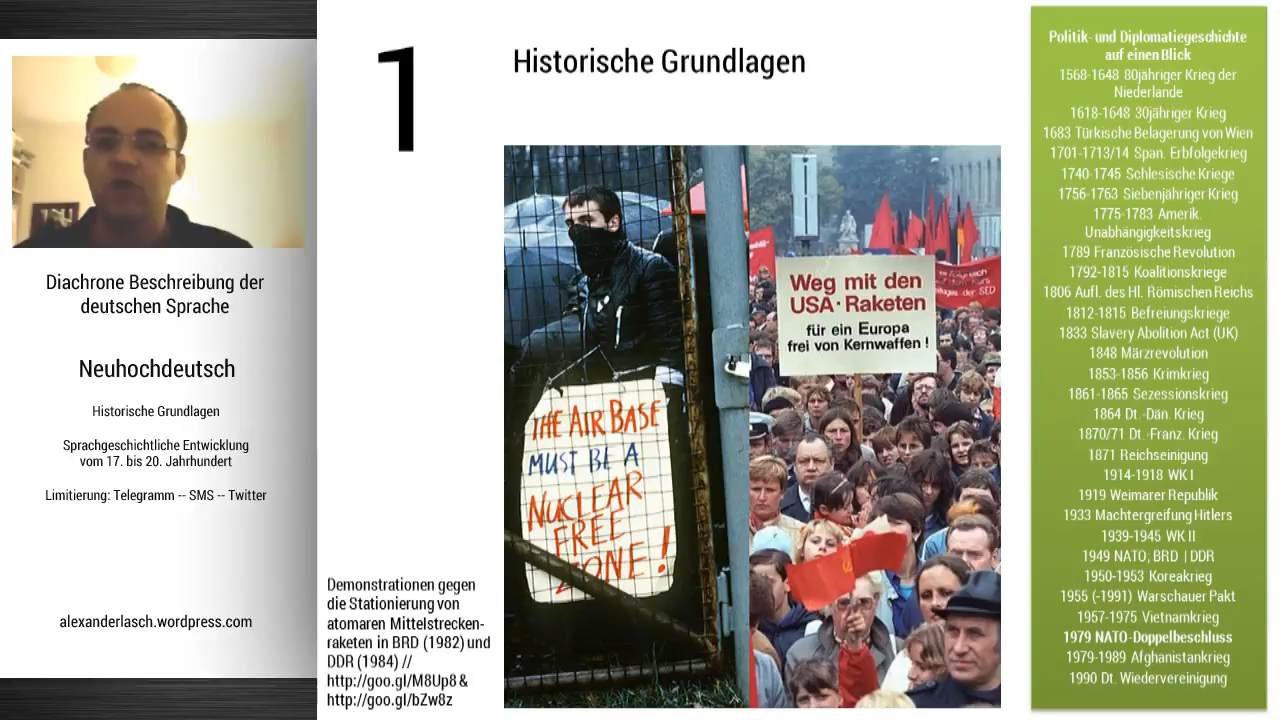 Diachrone Beschreibung der
deutschen Sprache
Neuhochdeutsch
Historische Grundlagen
Sprachgeschichtliche Entwicklung
vom 17. bis 20. Jahrhundert
Limitierung: Telegramm -- SMS -- Twitter
alexanderlasch.wordpress.com
1
Historische Grundlagen
THE AIR BASE
MUST BE A
NUCLEAR
FREE
ZONE!
Weg mit den
USA-Raketen
für ein Europa
frei von Kernwaffen!
der SED
Demonstrationen gegen
die Stationierung von
atomaren Mittelstrecken-
raketen in BRD (1982) und
DDR (1984) //
http://goo.gl/M8Up8 &
http://goo.gl/bZw8z
Politik- und Diplomatiegeschichte
auf einen Blick
1568-1648 80jähriger Krieg der
Niederlande
1618-1648 30jähriger Krieg
1683 Türkische Belagerung von Wien
1701-1713/14 Span. Erbfolgekrieg
1740-1745 Schlesische Kriege
1756-1763 Siebenjähriger Krieg
1775-1783 Amerik.
Unabhängigkeitskrieg
1789 Französische Revolution
1792-1815 Koalitionskriege
1806 Aufl. des Hl. Römischen Reichs
1812-1815 Befreiungskriege
1833 Slavery Abolition Act (UK)
1848 Märzrevolution
1853-1856 Krimkrieg
1861-1865 Sezessionskrieg
1864 Dt.-Dän. Krieg
1870/71 Dt.-Franz. Krieg
1871 Reichseinigung
1914-1918 WK I
1919 Weimarer Republik
1933 Machtergreifung Hitlers
1939-1945 WK II
1949 NATO; BRD | DDR
1950-1953 Koreakrieg
1955 (-1991) Warschauer Pakt
1957-1975 Vietnamkrieg
1979 NATO-Doppelbeschluss
1979-1989 Afghanistankrieg
1990 Dt. Wiedervereinigung